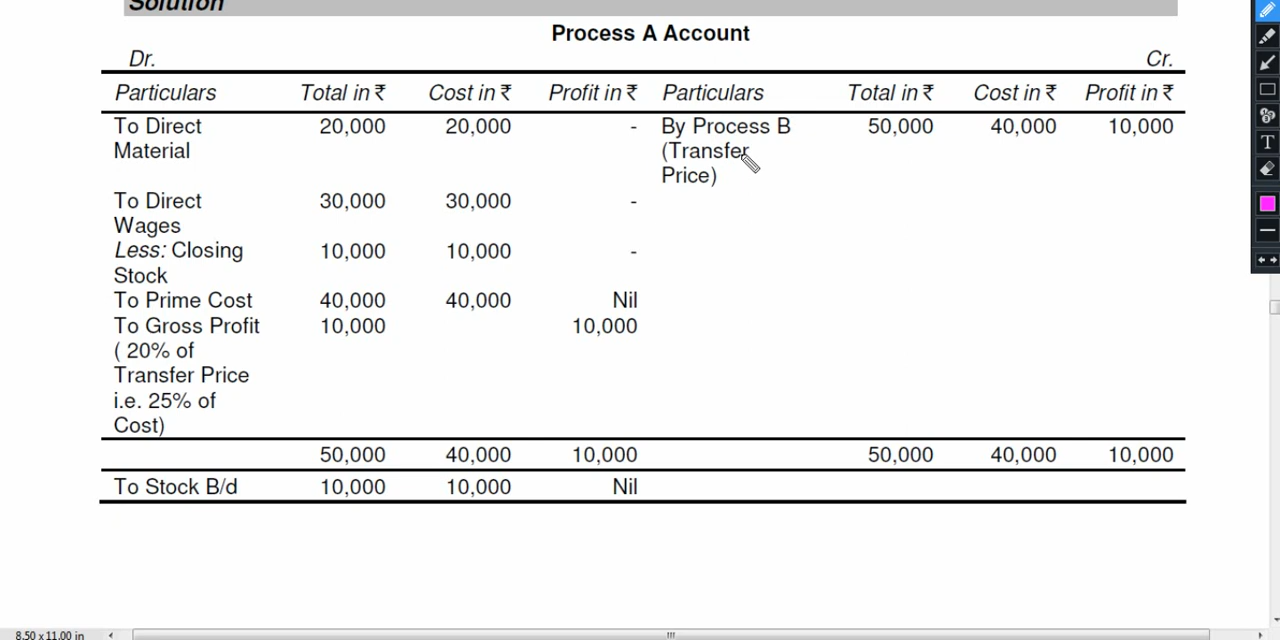 Solution
Process A Account
Dr. Cr.
Particulars Total in ₹ Cost in ₹ Profit in ₹ Particulars Total in ₹ Cost in ₹ Profit in ₹
To Direct 20,000 20,000 - By Process B 50,000 40,000 10,000
Material (Transfer
Price)
To Direct 30,000 30,000 -
Wages
Less: Closing 10,000 10,000 -
Stock
To Prime Cost 40,000 40,000 Nil
To Gross Profit 10,000 10,000
( 20% of
Transfer Price
i.e. 25% of
Cost)
50,000 40,000 10,000 50,000 40,000 10,000
To Stock B/d 10,000 10,000 Nil
8.50 x 11.00 in